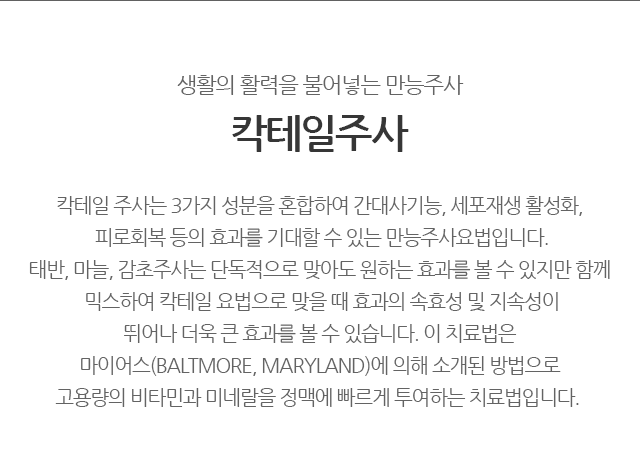 생활의 활력을 불어넣는 만능주사
칵테일주사
칵테일 주사는 3가지 성분을 혼합하여 간대사기능, 세포재생 활성화,
피로회복 등의 효과를 기대할 수 있는 만능주사요법입니다.
태반, 마늘, 감초주사는 단독적으로 맞아도 원하는 효과를 볼 수 있지만 함께
믹스하여 칵테일 요법으로 맞을 때 효과의 속효성 및 지속성이
뛰어나 더욱 큰 효과를 볼 수 있습니다. 이 치료법은
마이어스(BALTMORE, MARYLAND)에 의해 소개된 방법으로
고용량의 비타민과 미네랄을 정맥에 빠르게 투여하는 치료법입니다.